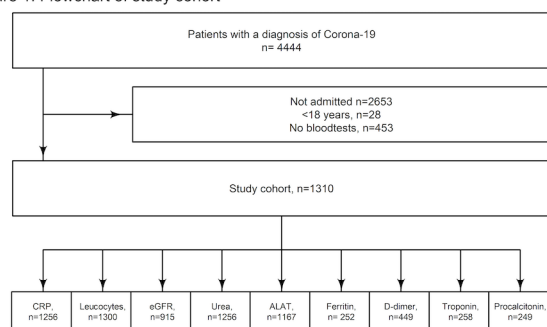 Patients with a diagnosis of Corona-19
n= 4444
Not admitted n=2653
<18 years, n=28
No bloodtests, n=453
Study cohort, n=1310
CRP,
n=1256
Leucocytes,
n=1300
eGFR,
n=915
Urea,
n=1256
ALAT,
n=1167
Ferritin,
n= 252
D-dimer,
n=449
Troponin,
n=258
Procalcitonin,
n=249